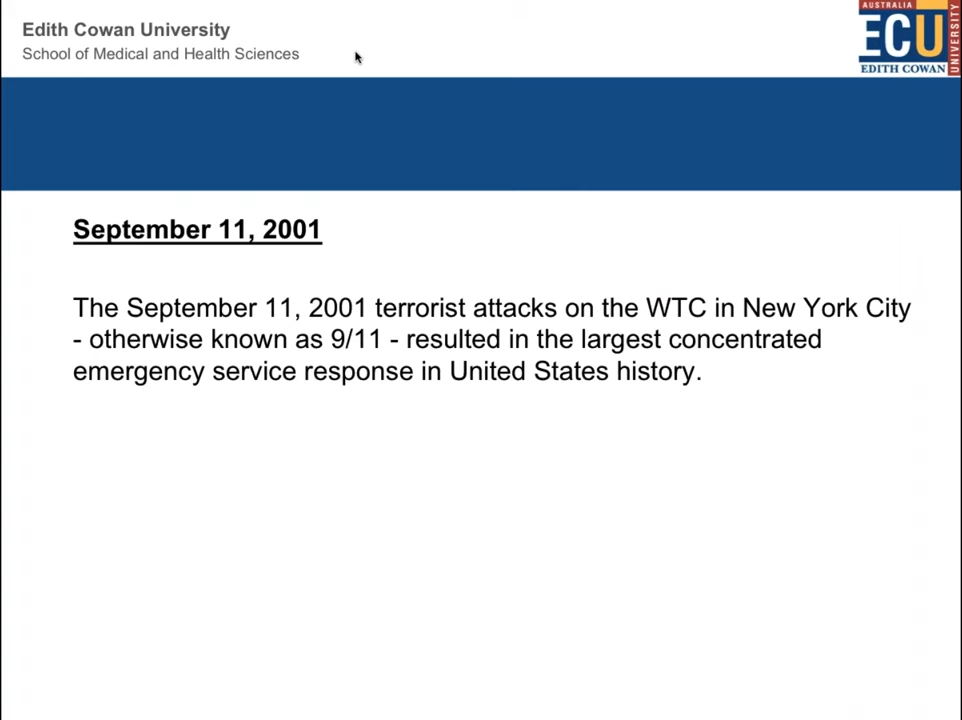 Edith Cowan University
School of Medical and Health Sciences
AUSTRALIA
ECU
EDITH COWAN
UNIVERSITY
September 11, 2001
The September 11, 2001 terrorist attacks on the WTC in New York City
- otherwise known as 9/11 - resulted in the largest concentrated
emergency service response in United States history.